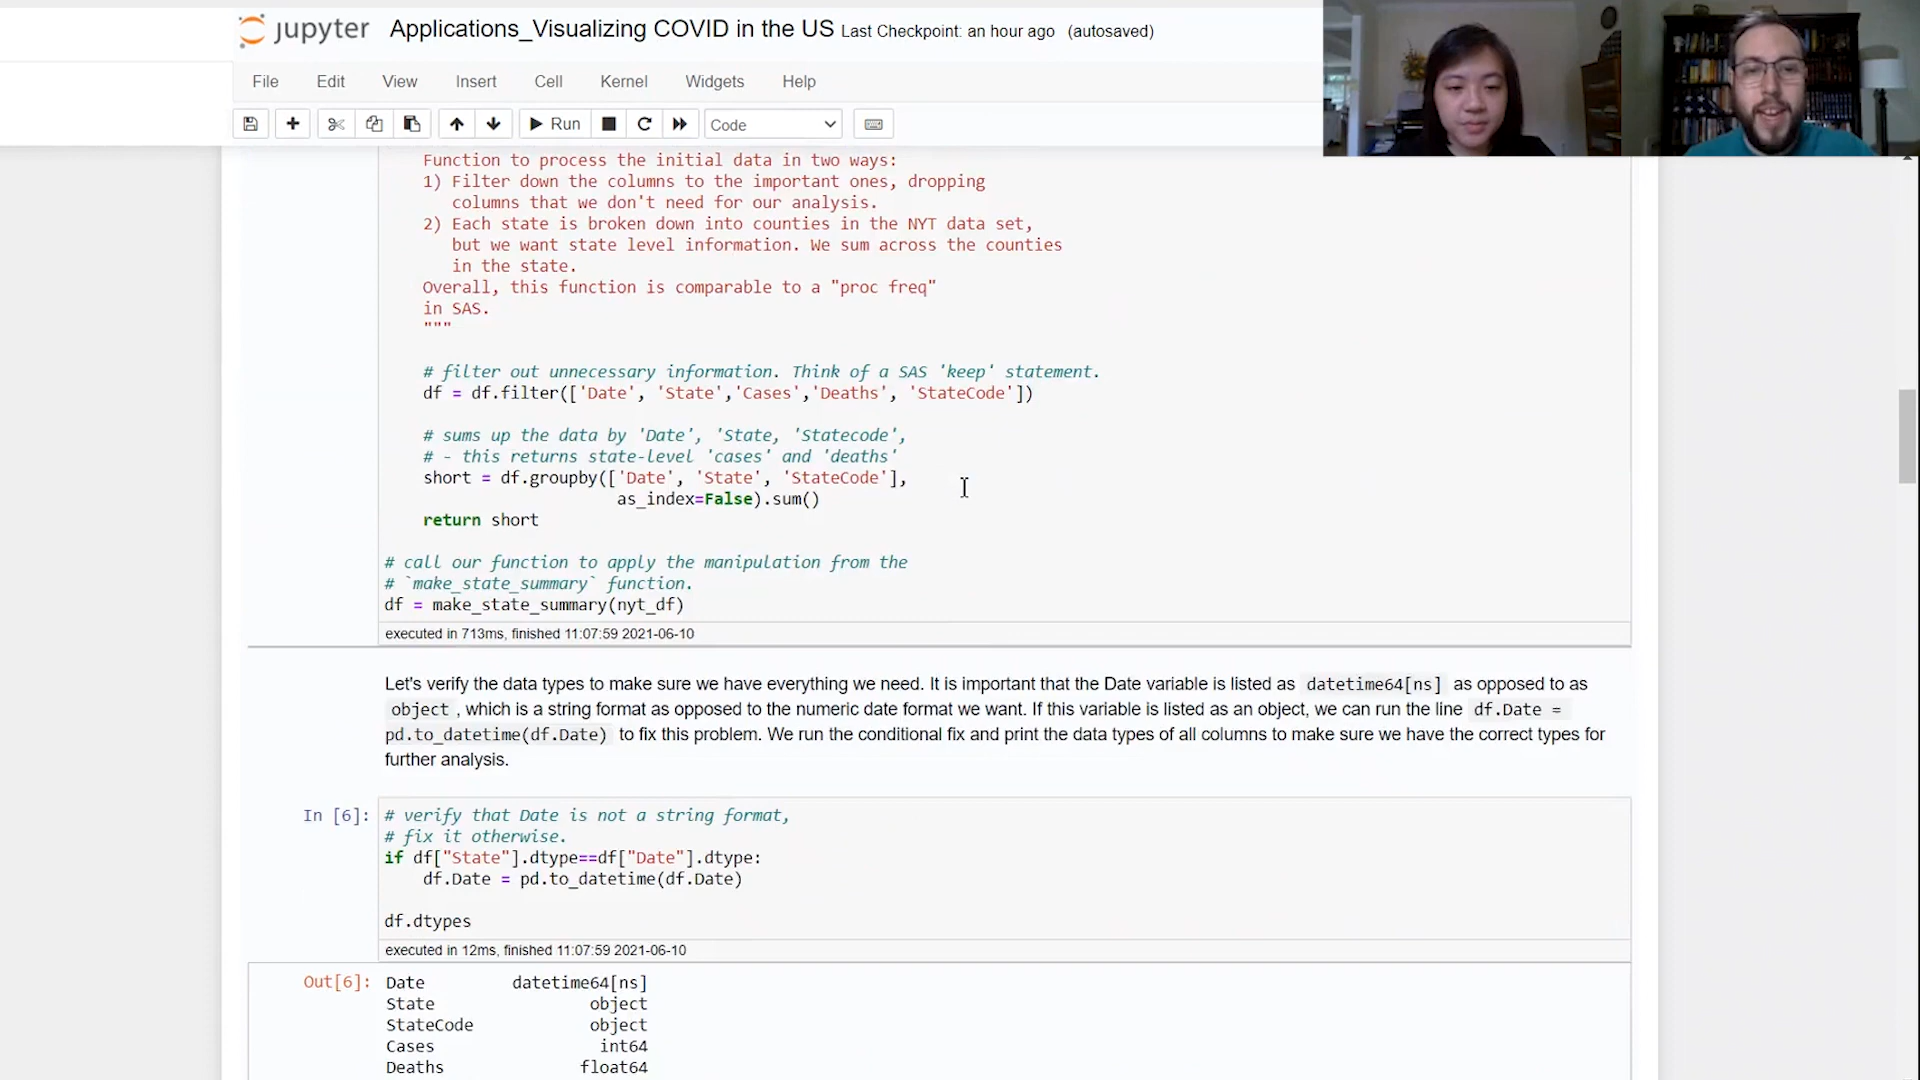 jupyter Applications_Visualizing COVID in the US Last Checkpoint: an hour ago (autosaved)
File Edit View Insert Cell Kernel Widgets Help
Run Code
Function to process the initial data in two ways:
1) Filter down the columns to the important ones, dropping
columns that we don't need for our analysis.
2) Each state is broken down into counties in the NYT data set,
but we want state level information. We sum across the counties
in the state.
Overall, this function is comparable to a "proc freq"
in SAS.
"""
# filter out unnecessary information. Think of a SAS 'keep' statement.
df = df.filter(['Date', 'State','Cases','Deaths', 'StateCode'])
# sums up the data by 'Date', 'State, 'Statecode',
# - this returns state-level 'cases' and 'deaths'
short = df.groupby(['Date', 'State', 'StateCode'],
as_index=False).sum()
return short
# call our function to apply the manipulation from the
# `make_state_summary` function.
df = make_state_summary(nyt_df)
executed in 713ms, finished 11:07:59 2021-06-10
Let's verify the data types to make sure we have everything we need. It is important that the Date variable is listed as datetime64[ns] as opposed to as
object , which is a string format as opposed to the numeric date format we want. If this variable is listed as an object, we can run the line df.Date =
pd.to_datetime(df.Date) to fix this problem. We run the conditional fix and print the data types of all columns to make sure we have the correct types for
further analysis.
In [6]: # verify that Date is not a string format,
# fix it otherwise.
if df["State"].dtype==df["Date"].dtype:
df.Date = pd.to_datetime(df.Date)
df.dtypes
executed in 12ms, finished 11:07:59 2021-06-10
Out[6]: Date datetime64[ns]
State object
StateCode object
Cases int64
Deaths float64